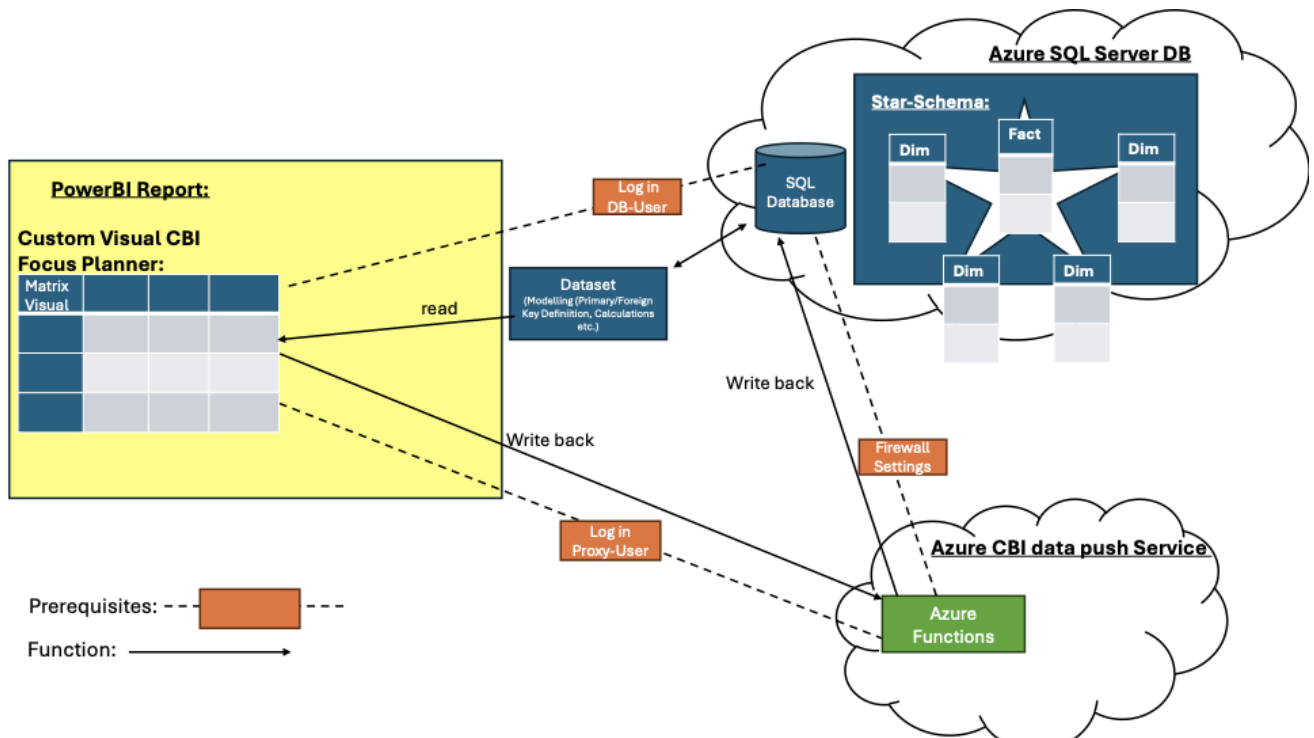 Azure SQL Server DB
Star-Schema:
Fact
Dim
Dim
Dim
Dim
SQL
Database
PowerBI Report:
Custom Visual CBI
Focus Planner:
Matrix
Visual
Log in
DB-User
Dataset
(Modelling (Primary/Foreign
Key Definiition, Calculations
etc.)
read
Write back
Write back
Firewall
Settings
Log in
Proxy-User
Azure CBI data push Service
Azure
Functions
Prerequisites:
Function: